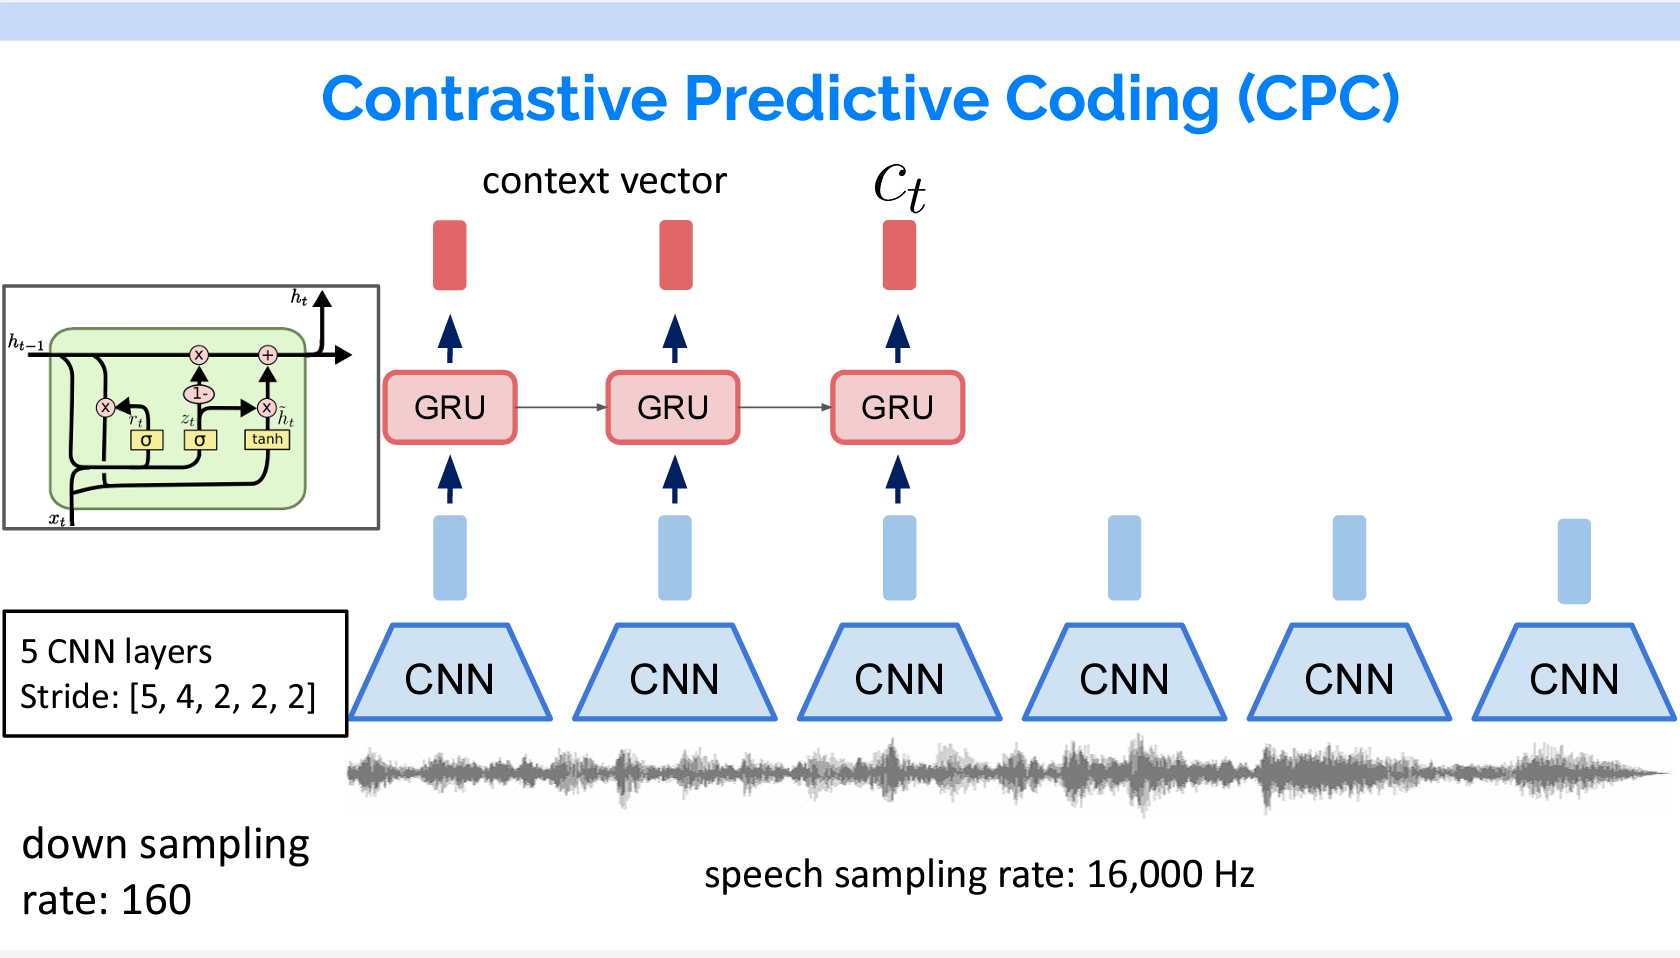 Contrastive Predictive Coding (CPC)
context vector
c_t
h_t
h_{t-1}
x
+
1-
x
r_t
z_t
x
h̃_t
σ
σ
tanh
x_t
GRU
GRU
GRU
5 CNN layers
Stride: [5, 4, 2, 2, 2]
CNN
CNN
CNN
CNN
CNN
CNN
down sampling
rate: 160
speech sampling rate: 16,000 Hz